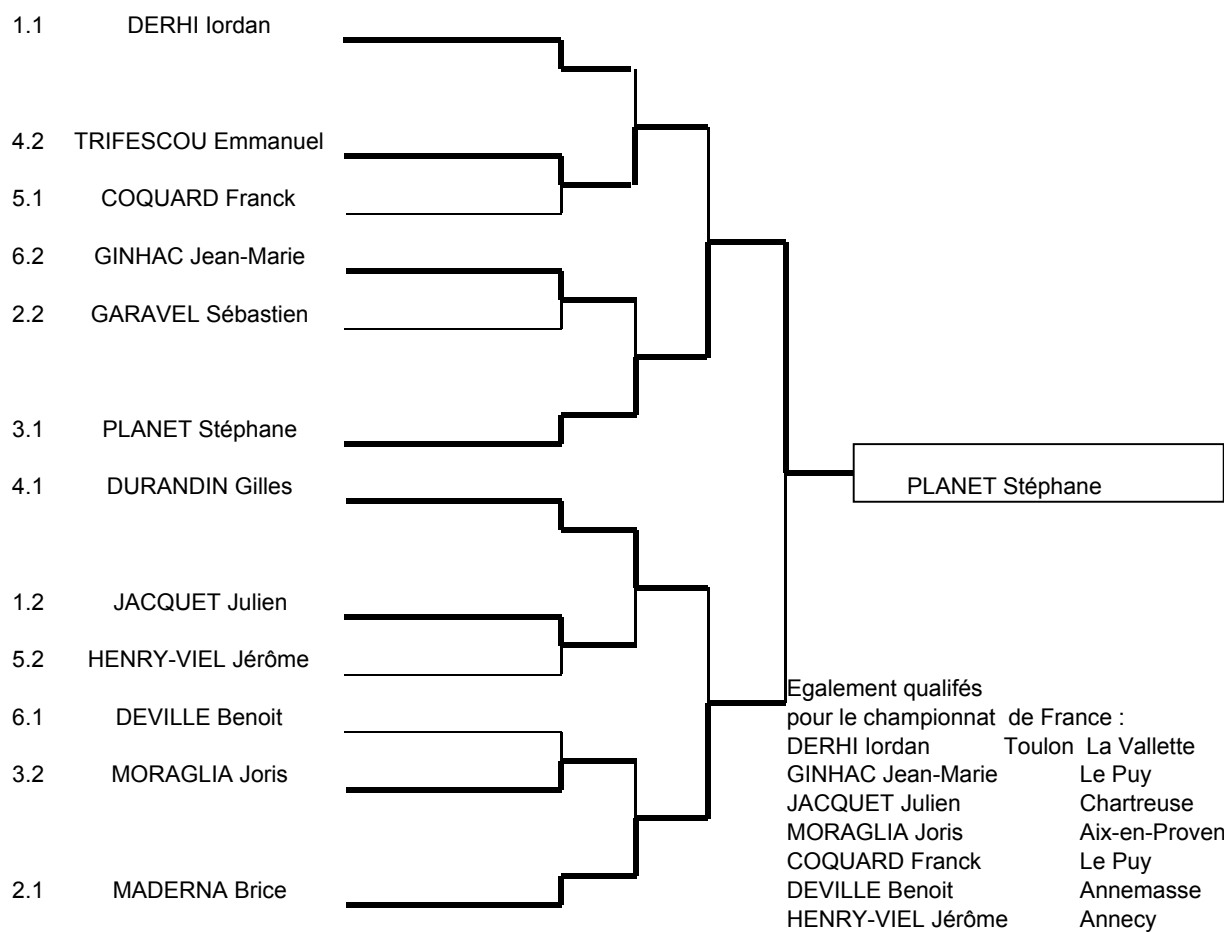 1.1 DERHI Iordan
4.2 TRIFESCOU Emmanuel
5.1 COQUARD Franck
6.2 GINHAC Jean-Marie
2.2 GARAVEL Sébastien
3.1 PLANET Stéphane
4.1 DURANDIN Gilles
PLANET Stéphane
1.2 JACQUET Julien
5.2 HENRY-VIEL Jérôme
6.1 DEVILLE Benoit
3.2 MORAGLIA Joris
2.1 MADERNA Brice
Egalement qualifés
pour le championnat de France :
DERHI Iordan Toulon La Vallette
GINHAC Jean-Marie Le Puy
JACQUET Julien Chartreuse
MORAGLIA Joris Aix-en-Proven
COQUARD Franck Le Puy
DEVILLE Benoit Annemasse
HENRY-VIEL Jérôme Annecy